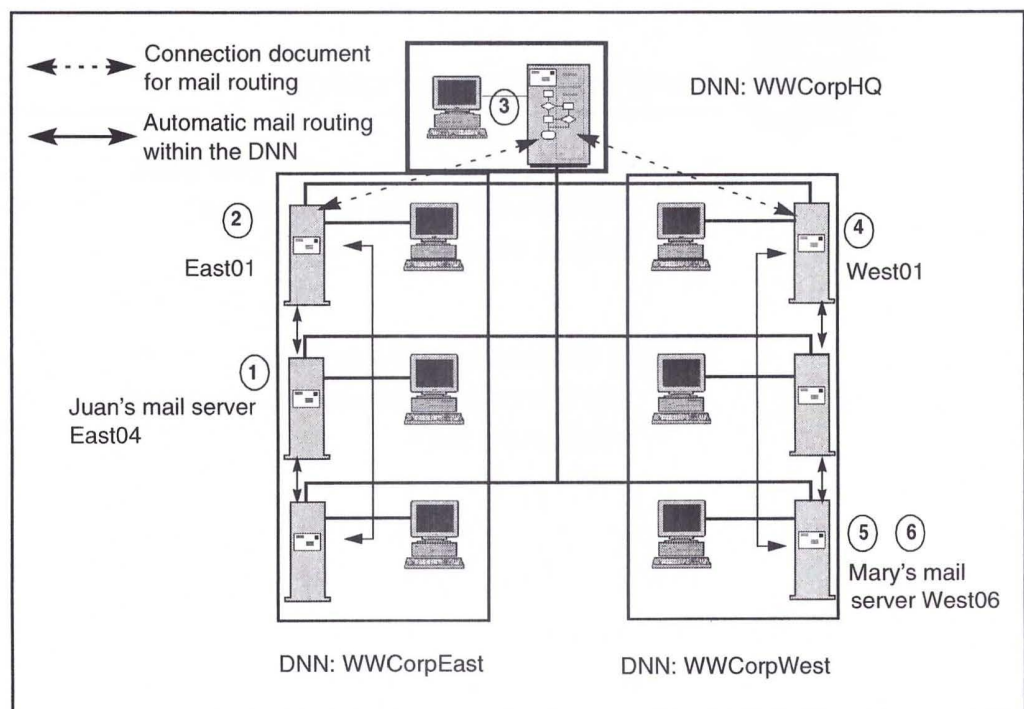 Connection document
for mail routing
Automatic mail routing
within the DNN
3
DNN: WWCorpHQ
2
East01
4
West01
1
Juan's mail server
East04
5 6
Mary's mail
server West06
DNN: WWCorpEast
DNN: WWCorpWest